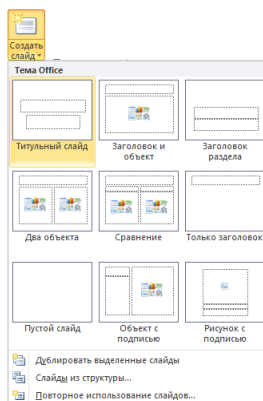 Создать
слайд
Тема Office
Титульный слайд
Заголовок и
объект
Заголовок
раздела
Два объекта
Сравнение
Только заголовок
Пустой слайд
Объект с
подписью
Рисунок с
подписью
Дублировать выделенные слайды
Слайды из структуры...
Повторное использование слайдов...